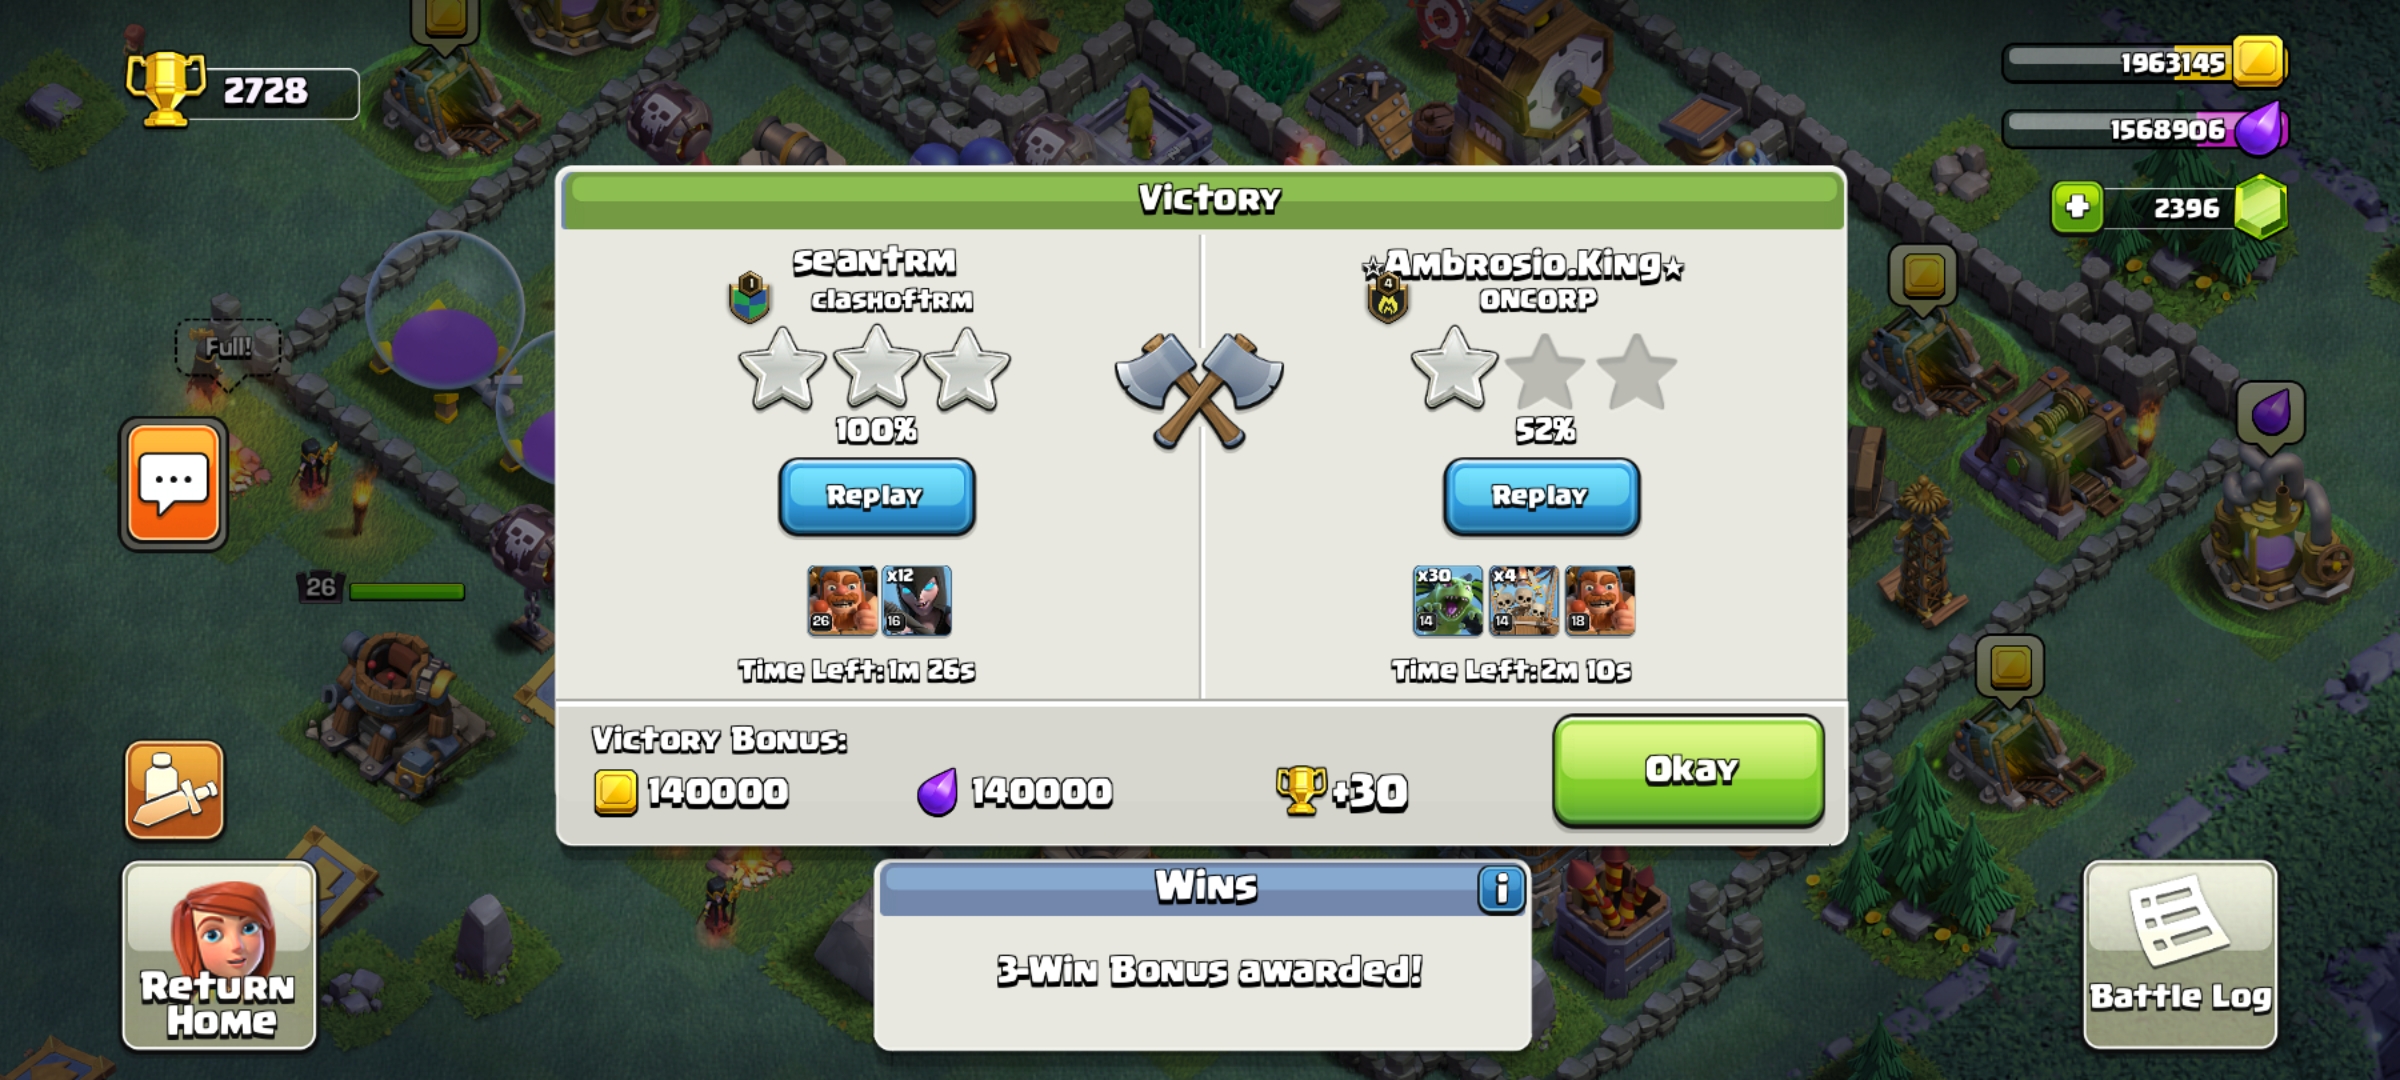 2728
1963145
1568906
2396
Full!
26
Victory
seantRM
clashoftRM
1
100%
Replay
26
x12
16
Time Left:1m 26s
☆Ambrosio.King★
ONCORP
4
52%
Replay
x30
14
x4
14
18
Time Left:2m 10s
Victory Bonus:
140000
140000
+30
Okay
Wins
i
3-Win Bonus awarded!
Return
Home
Battle Log